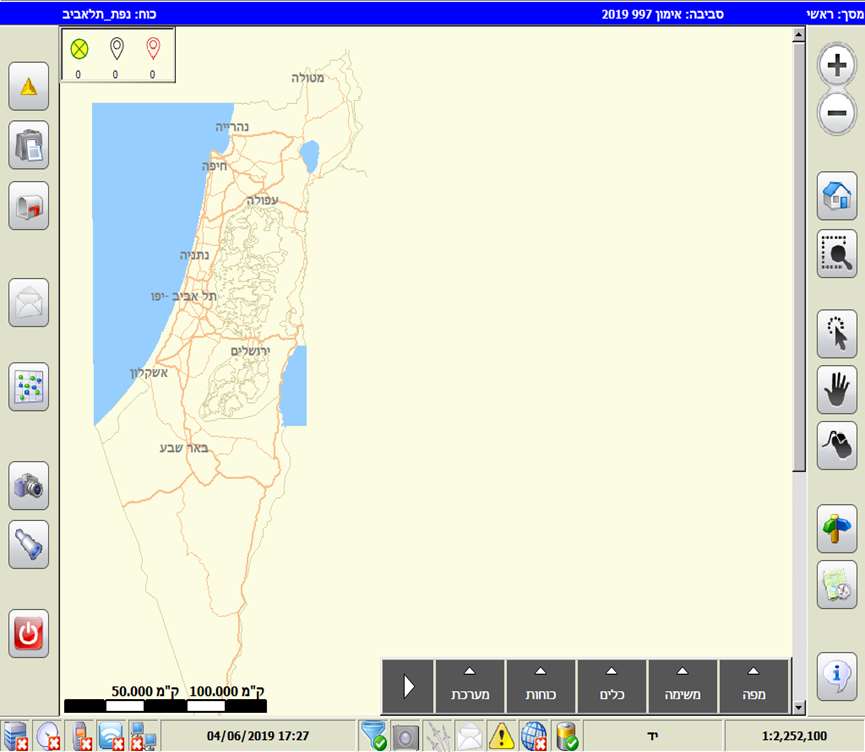 מסך: ראשי סביבה: אימון 997 2019 כוח: נפת_תלאביב
0 0 0
מטולה
נהרייה
חיפה
עפולה
נתניה
תל אביב -יפו
ירושלים
אשקלון
באר שבע
50.000 ק"מ 100.000 ק"מ
מפה משימה כלים כוחות מערכת
04/06/2019 17:27 יד 1:2,252,100